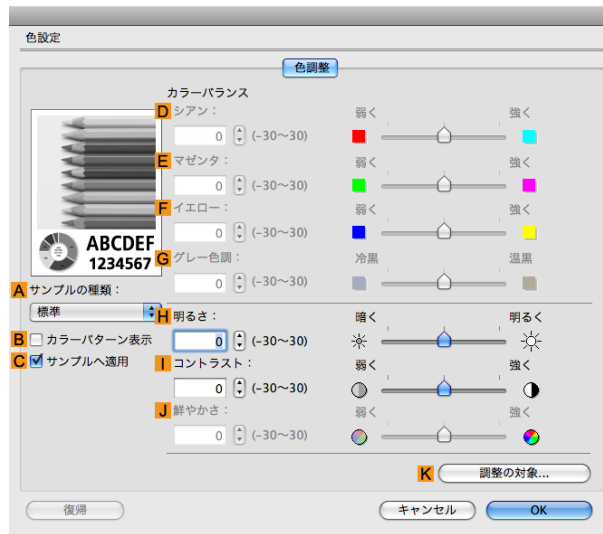 色設定
色調整
カラーバランス
D シアン： 弱く 強く
0 (-30～30)
E マゼンタ： 弱く 強く
0 (-30～30)
F イエロー： 弱く 強く
0 (-30～30)
G グレー色調： 冷黒 温黒
0 (-30～30)
ABCDEF
1234567
A サンプルの種類：
標準
B カラーパターン表示
C サンプルへ適用
H 明るさ： 暗く 明るく
0 (-30～30)
I コントラスト： 弱く 強く
0 (-30～30)
J 鮮やかさ： 弱く 強く
0 (-30～30)
K 調整の対象...
復帰 キャンセル OK